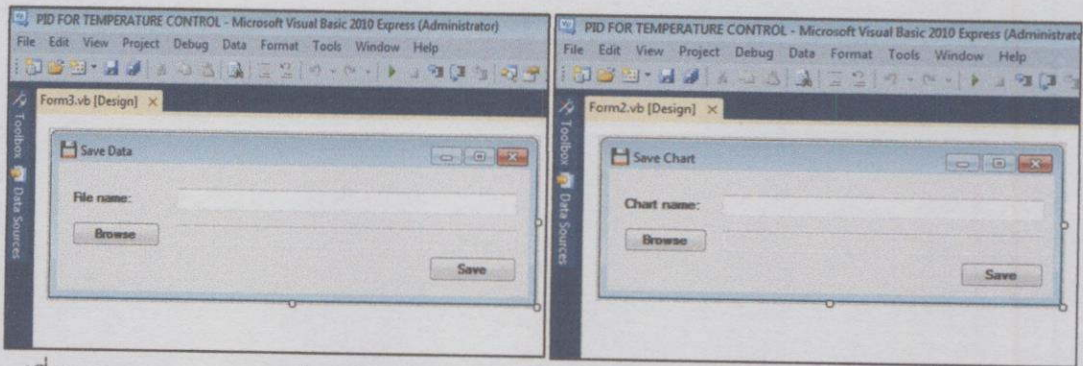 PID FOR TEMPERATURE CONTROL - Microsoft Visual Basic 2010 Express (Administrator)
File Edit View Project Debug Data Format Tools Window Help
Form3.vb [Design] ×
Toolbox
Data Sources
Save Data
File name:
Browse
Save
PID FOR TEMPERATURE CONTROL - Microsoft Visual Basic 2010 Express (Administrato
File Edit View Project Debug Data Format Tools Window Help
Form2.vb [Design] ×
Toolbox
Data Sources
Save Chart
Chart name:
Browse
Save